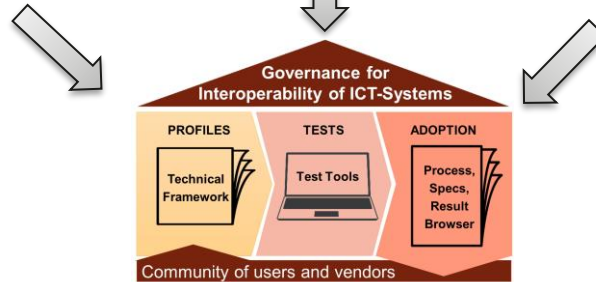 Governance for
Interoperability of ICT-Systems
PROFILES
TESTS
ADOPTION
Technical
Framework
Test Tools
Process,
Specs,
Result
Browser
Community of users and vendors